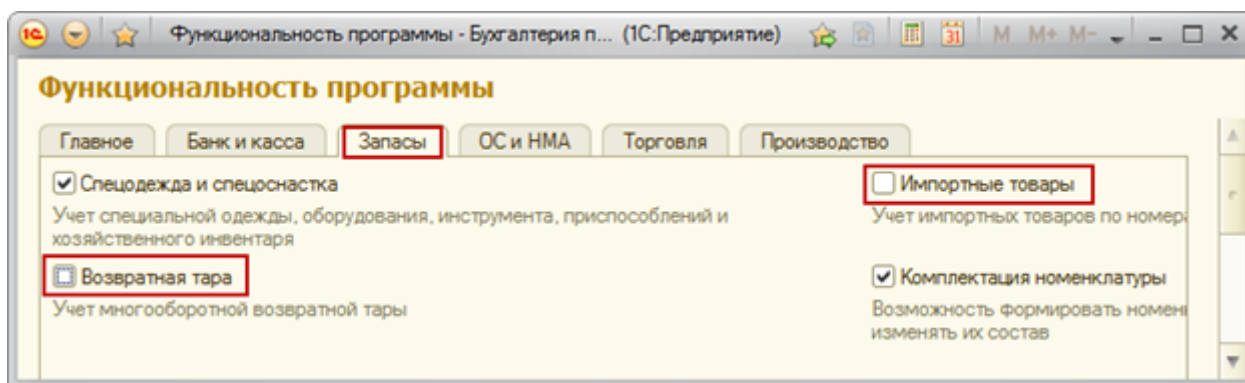 1С Функциональность программы - Бухгалтерия п... (1С:Предприятие) 31 M M+ M-
Функциональность программы
Главное Банк и касса Запасы ОС и НМА Торговля Производство
Спецодежда и спецоснастка Импортные товары
Учет специальной одежды, оборудования, инструмента, приспособлений и Учет импортных товаров по номера
хозяйственного инвентаря
Возвратная тара Комплектация номенклатуры
Учет многооборотной возвратной тары Возможность формировать номен
изменять их состав